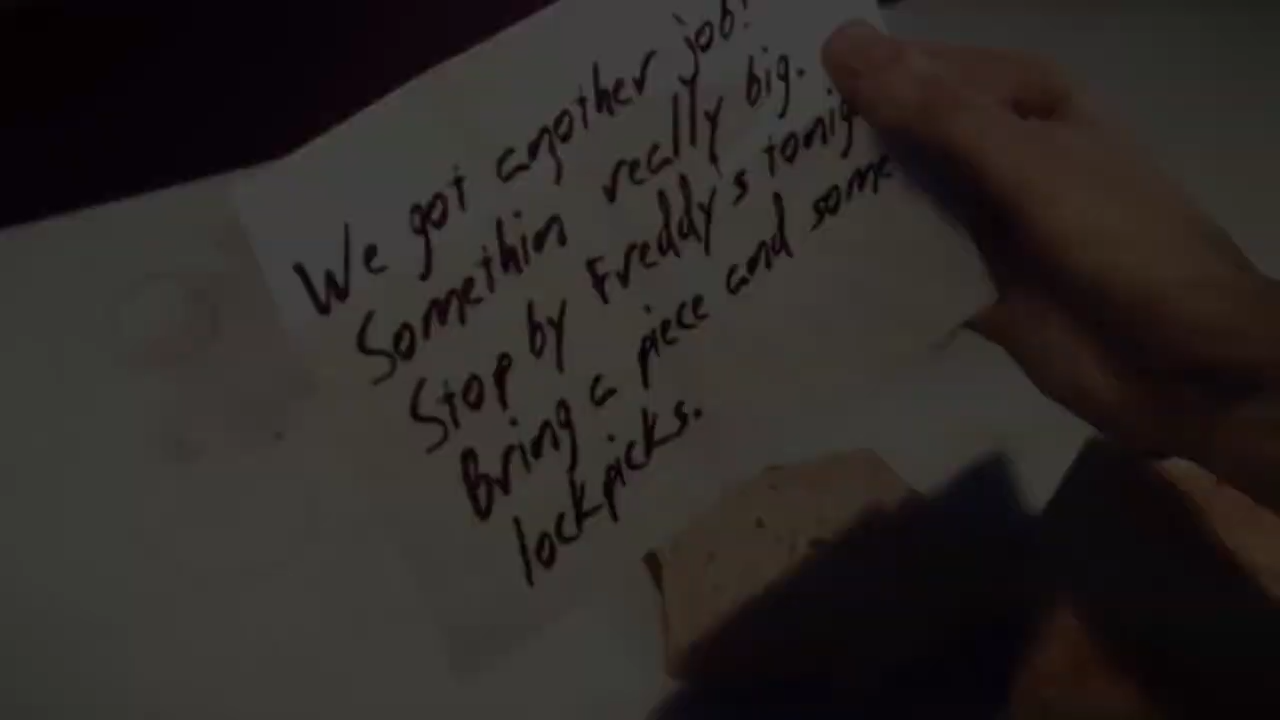 We got another job!
Somethin really big.
Stop by Freddy's
Bring a piece and some
lockpicks.